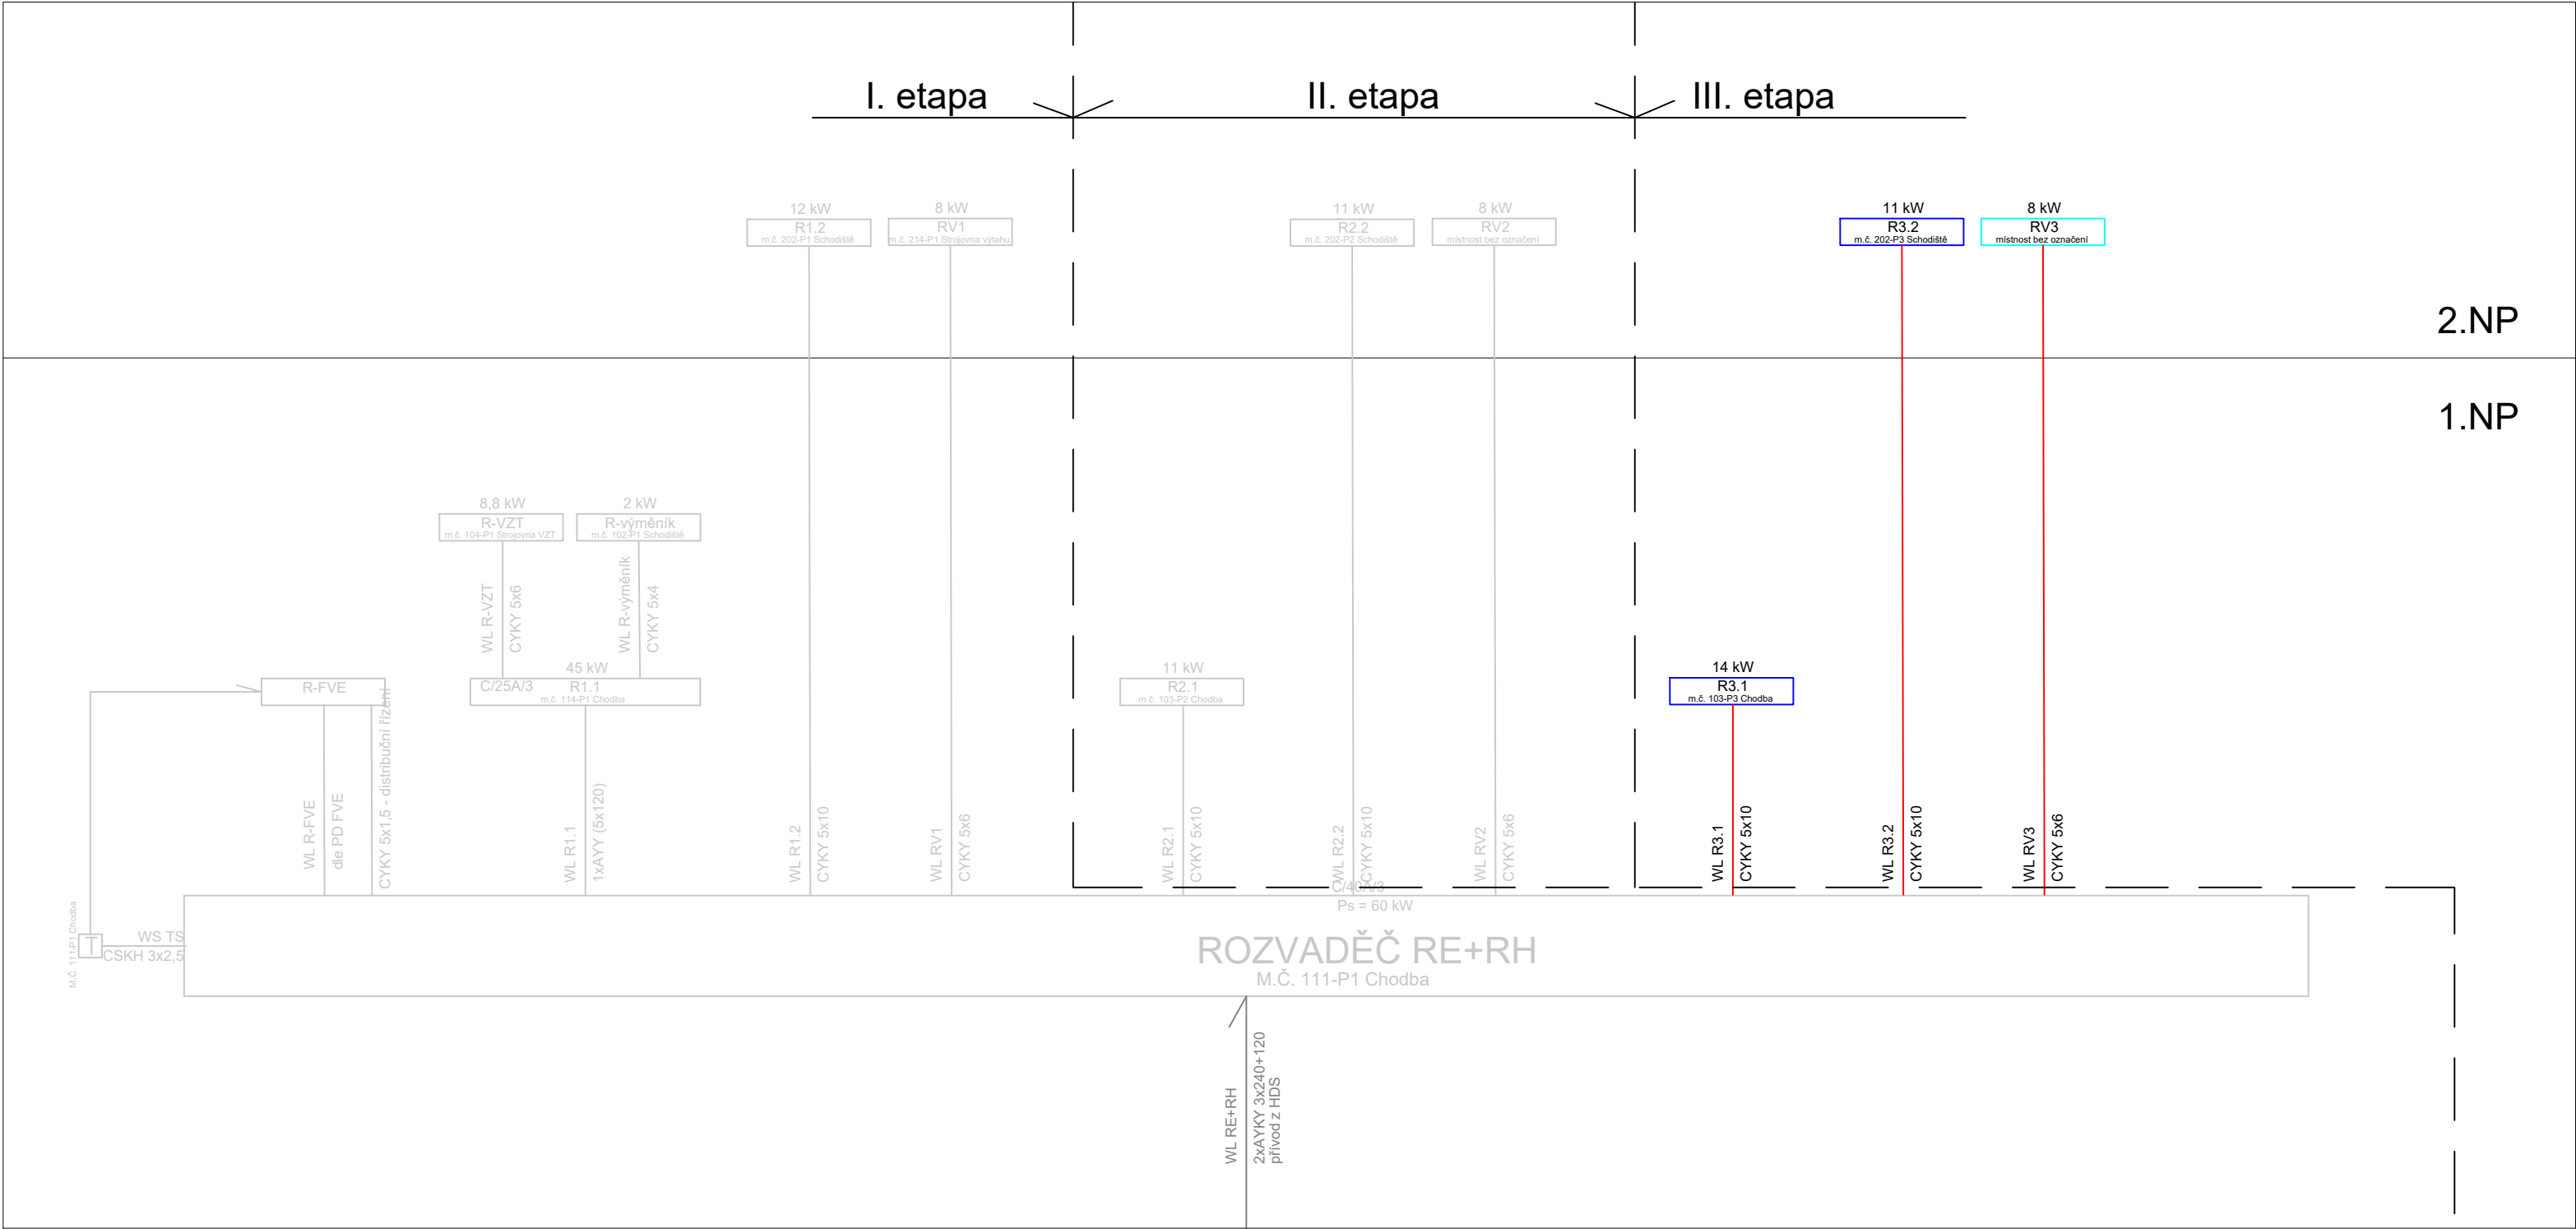 I. etapa
II. etapa
III. etapa
12 kW
R1.2
m.č. 202-P1 Schodiště
8 kW
RV1
m.č. 214-P1 Strojovna výtahu
11 kW
R2.2
m.č. 202-P2 Schodiště
8 kW
RV2
místnost bez označení
11 kW
R3.2
m.č. 202-P3 Schodiště
8 kW
RV3
místnost bez označení
2.NP
1.NP
8,8 kW
R-VZT
m.č. 104-P1 Strojovna VZT
2 kW
R-výměník
m.č. 102-P1 Schodiště
WL R-VZT
CYKY 5x6
WL R-výměník
CYKY 5x4
R-FVE
45 kW
C/25A/3
R1.1
m.č. 114-P1 Chodba
11 kW
R2.1
m.č. 103-P2 Chodba
14 kW
R3.1
m.č. 103-P3 Chodba
WL R-FVE
dle PD FVE
CYKY 5x1,5 - distribuční řízení
WL R1.1
1xAYY (5x120)
WL R1.2
CYKY 5x10
WL RV1
CYKY 5x6
WL R2.1
CYKY 5x10
WL R2.2
CYKY 5x10
WL RV2
CYKY 5x6
WL R3.1
CYKY 5x10
WL R3.2
CYKY 5x10
WL RV3
CYKY 5x6
C/40A/3
Ps = 60 kW
M.Č. 111-P1 Chodba
T
WS TS
CSKH 3x2,5
ROZVADĚČ RE+RH
M.Č. 111-P1 Chodba
WL RE+RH
2xAYKY 3x240+120
přívod z HDS